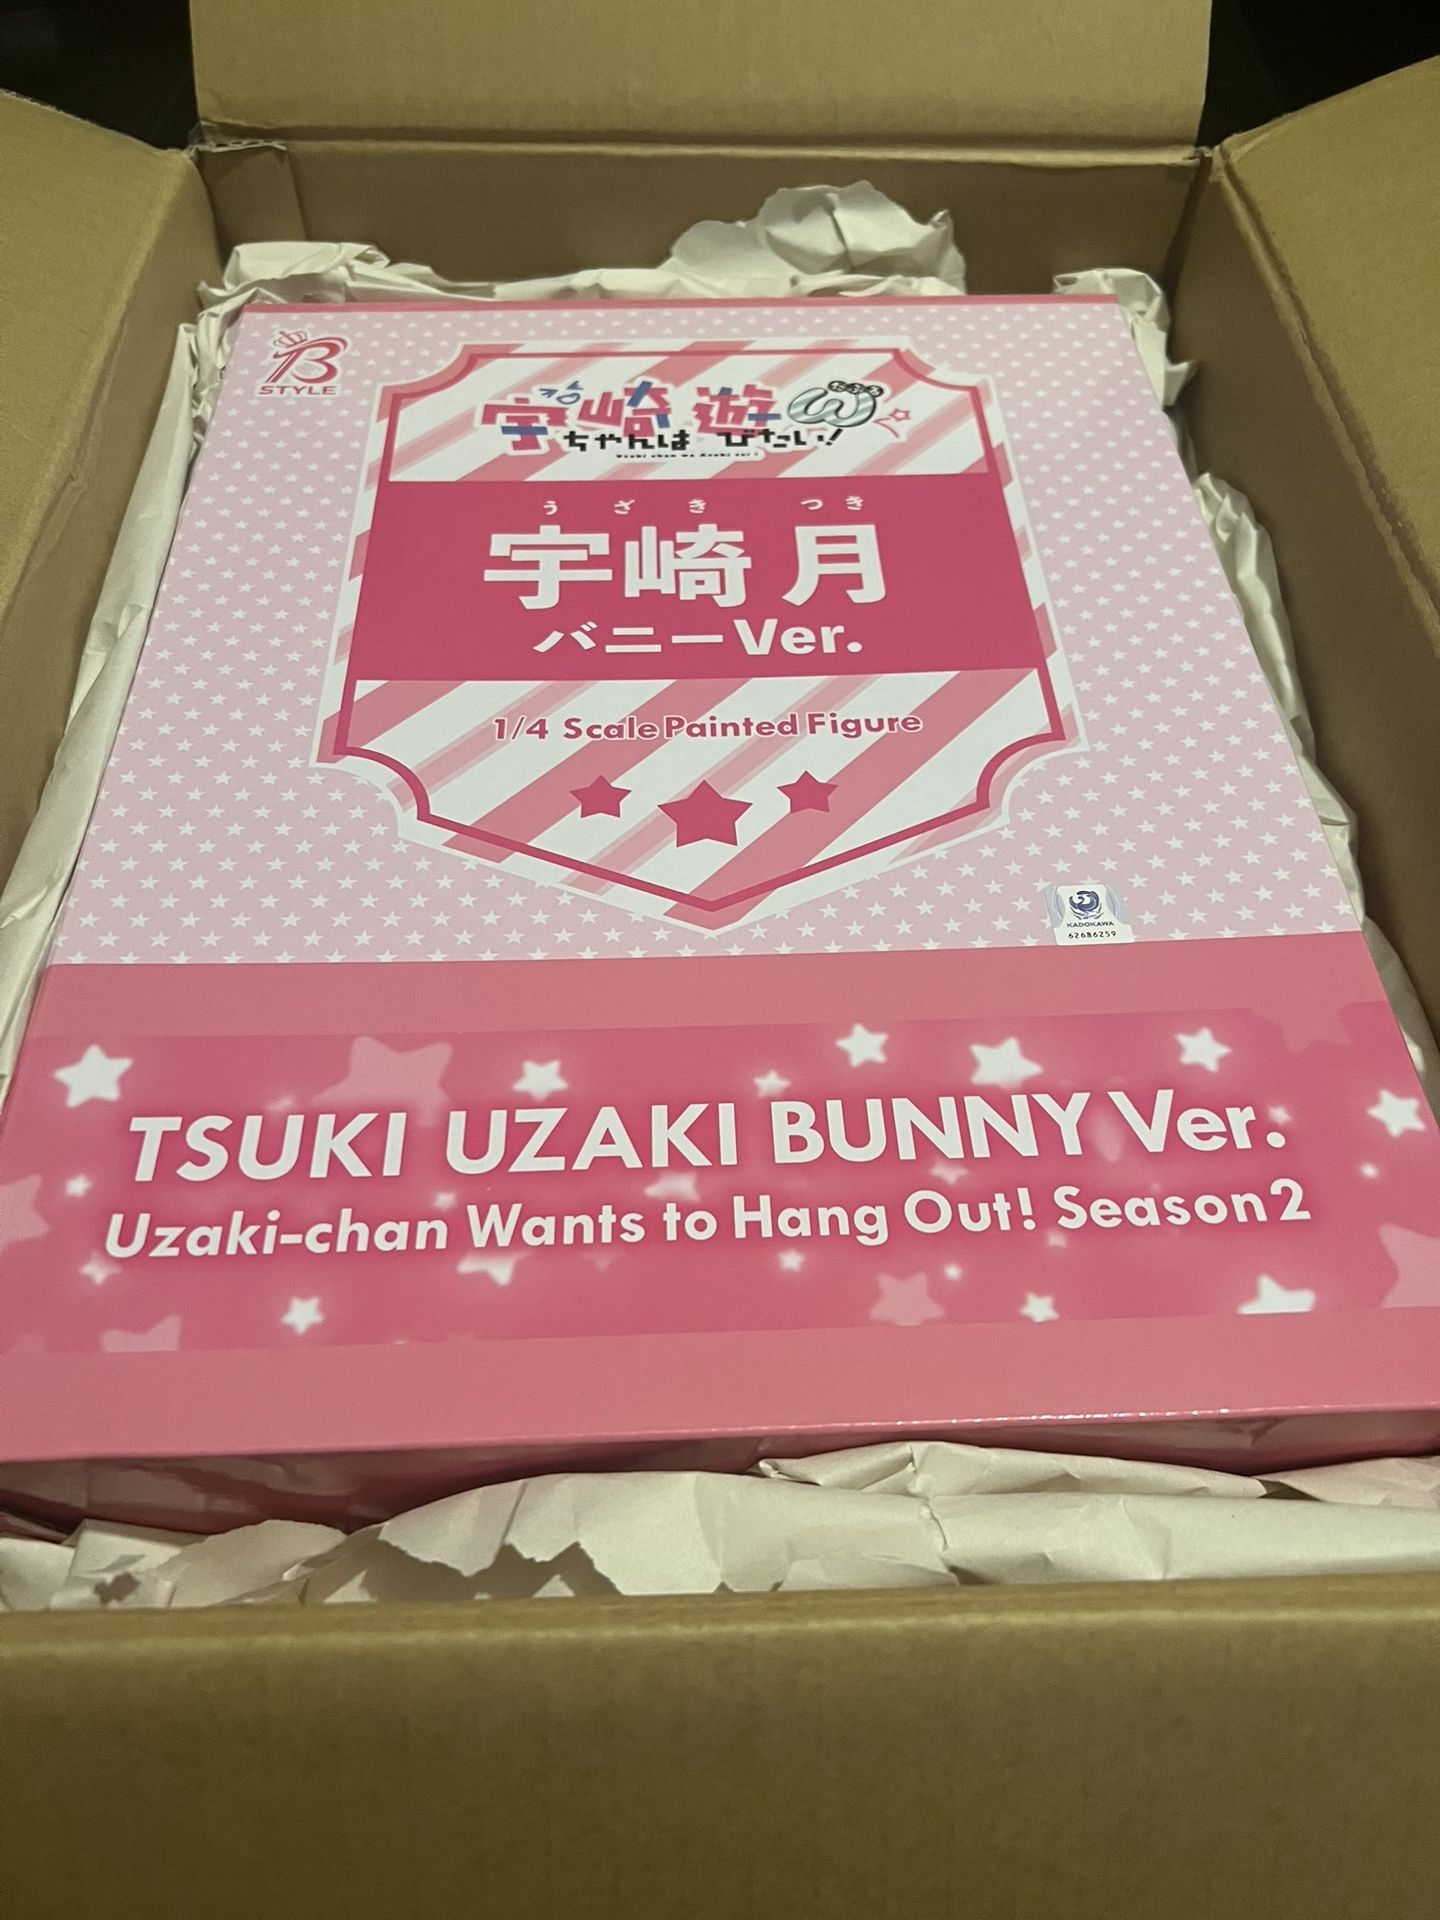 B
STYLE
宇崎ちゃんは遊びたい!ω
だぶる
Uzaki-chan wa Asobitai!
うざき つき
宇崎 月
バニーVer.
1/4 Scale Painted Figure
KADOKAWA
62686259
TSUKI UZAKI BUNNY Ver.
Uzaki-chan Wants to Hang Out! Season2